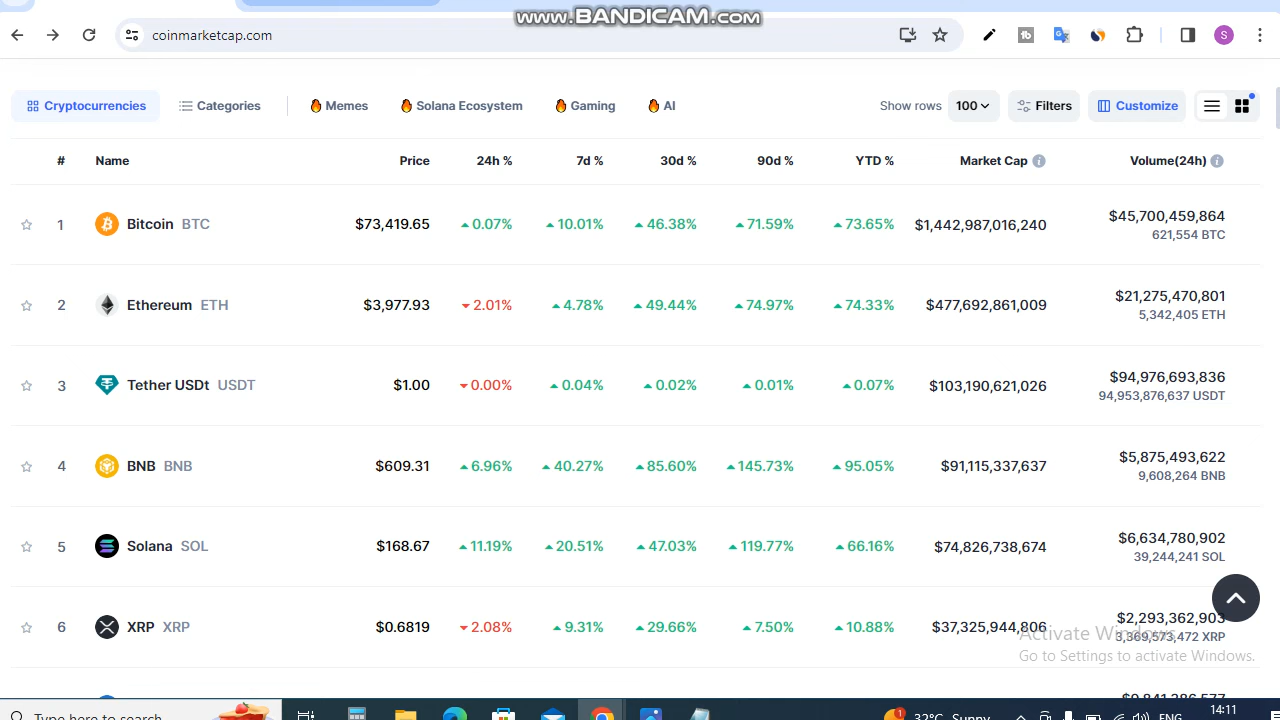 www.BANDICAM.com
coinmarketcap.com
S
Cryptocurrencies Categories Memes Solana Ecosystem Gaming AI Show rows 100 Filters Customize
# Name Price 24h % 7d % 30d % 90d % YTD % Market Cap Volume(24h)
1 Bitcoin BTC $73,419.65 0.07% 10.01% 46.38% 71.59% 73.65% $1,442,987,016,240 $45,700,459,864
621,554 BTC
2 Ethereum ETH $3,977.93 2.01% 4.78% 49.44% 74.97% 74.33% $477,692,861,009 $21,275,470,801
5,342,405 ETH
3 Tether USDt USDT $1.00 0.00% 0.04% 0.02% 0.01% 0.07% $103,190,621,026 $94,976,693,836
94,953,876,637 USDT
4 BNB BNB $609.31 6.96% 40.27% 85.60% 145.73% 95.05% $91,115,337,637 $5,875,493,622
9,608,264 BNB
5 Solana SOL $168.67 11.19% 20.51% 47.03% 119.77% 66.16% $74,826,738,674 $6,634,780,902
39,244,241 SOL
6 XRP XRP $0.6819 2.08% 9.31% 29.66% 7.50% 10.88% $37,325,944,806 $2,293,362,903
3,369,573,472 XRP
Activate Windows
Go to Settings to activate Windows.
Type here to search 1 32°C Sunny ENG 14:11